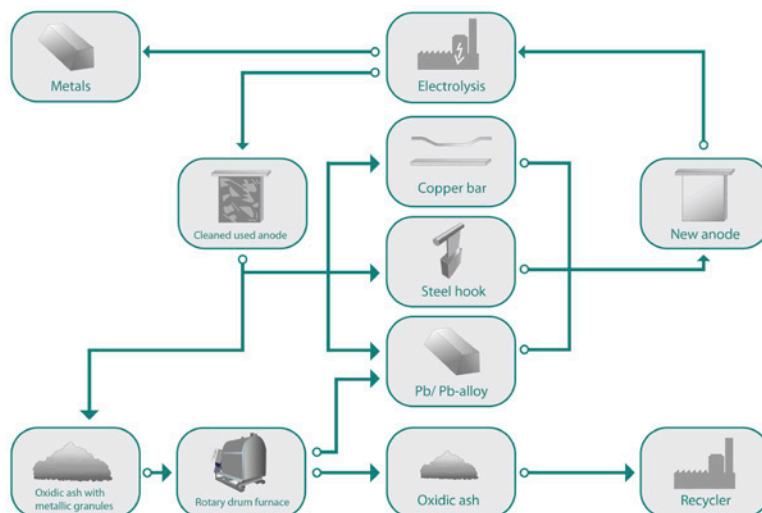 Metals
Electrolysis
Cleaned used anode
Copper bar
New anode
Steel hook
Pb/ Pb-alloy
Oxidic ash with
metallic granules
Rotary drum furnace
Oxidic ash
Recycler